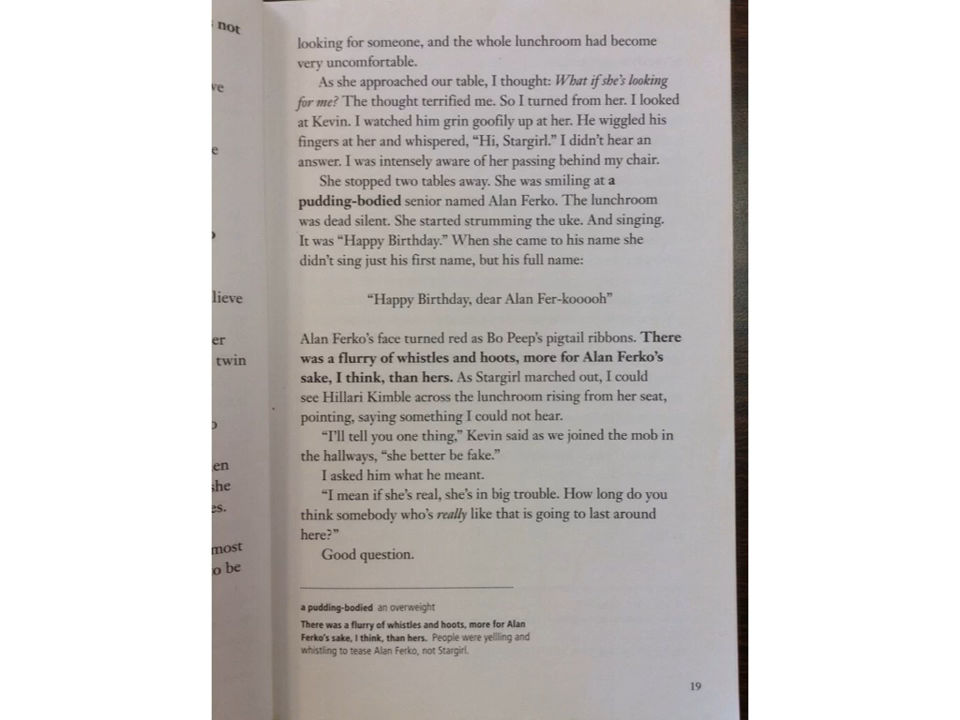 not
ve
e
lieve
er
twin
en
she
es.
most
o be
looking for someone, and the whole lunchroom had become
very uncomfortable.
As she approached our table, I thought: What if she's looking
for me? The thought terrified me. So I turned from her. I looked
at Kevin. I watched him grin goofily up at her. He wiggled his
fingers at her and whispered, “Hi, Stargirl.” I didn't hear an
answer. I was intensely aware of her passing behind my chair.
She stopped two tables away. She was smiling at a
pudding-bodied senior named Alan Ferko. The lunchroom
was dead silent. She started strumming the uke. And singing.
It was “Happy Birthday.” When she came to his name she
didn't sing just his first name, but his full name:
“Happy Birthday, dear Alan Fer-kooooh”
Alan Ferko's face turned red as Bo Peep's pigtail ribbons. There
was a flurry of whistles and hoots, more for Alan Ferko's
sake, I think, than hers. As Stargirl marched out, I could
see Hillari Kimble across the lunchroom rising from her seat,
pointing, saying something I could not hear.
“I'll tell you one thing,” Kevin said as we joined the mob in
the hallways, “she better be fake.”
I asked him what he meant.
“I mean if she's real, she's in big trouble. How long do you
think somebody who's really like that is going to last around
here?”
Good question.
a pudding-bodied an overweight
There was a flurry of whistles and hoots, more for Alan
Ferko's sake, I think, than hers. People were yellling and
whistling to tease Alan Ferko, not Stargirl.
19